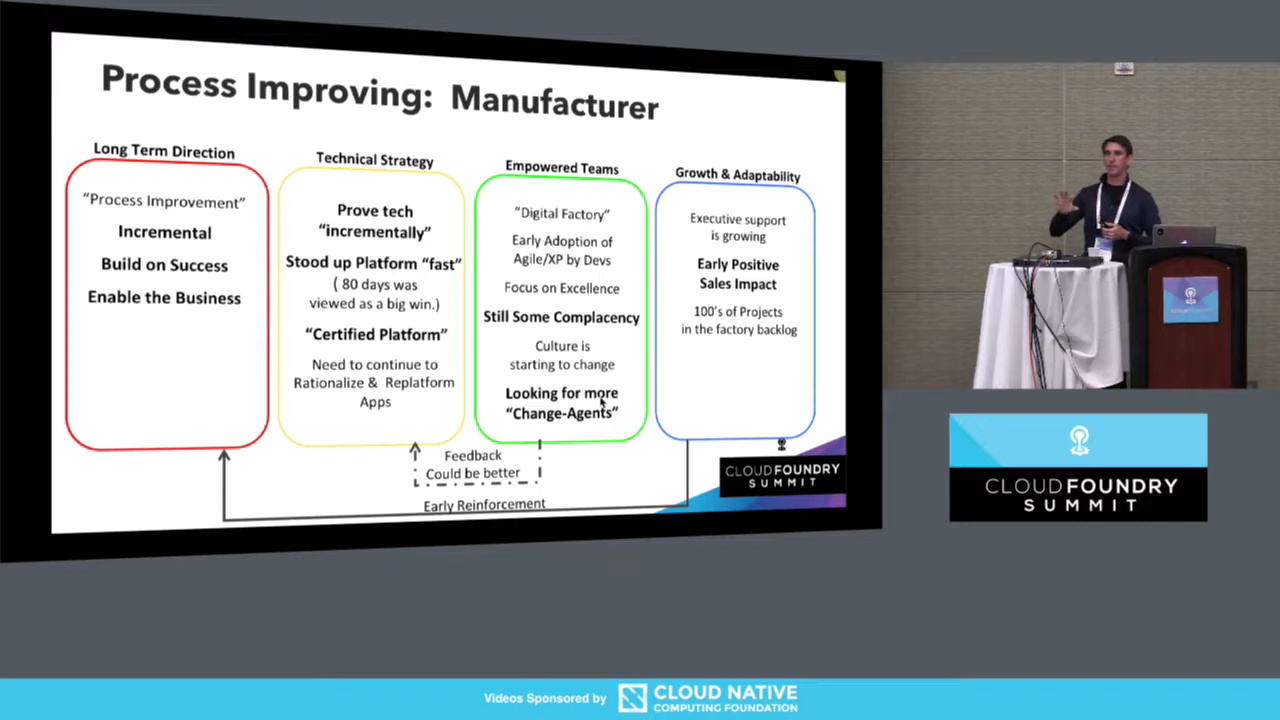 Process Improving: Manufacturer
Long Term Direction
"Process Improvement"
Incremental
Build on Success
Enable the Business
Technical Strategy
Prove tech
"incrementally"
Stood up Platform "fast"
( 80 days was
viewed as a big win.)
"Certified Platform"
Need to continue to
Rationalize & Replatform
Apps
Empowered Teams
"Digital Factory"
Early Adoption of
Agile/XP by Devs
Focus on Excellence
Still Some Complacency
Culture is
starting to change
Looking for more
"Change-Agents"
Growth & Adaptability
Executive support
is growing
Early Positive
Sales Impact
100's of Projects
in the factory backlog
Feedback
Could be better
Early Reinforcement
CLOUDFOUNDRY
SUMMIT
CLOUDFOUNDRY
SUMMIT
Videos Sponsored by
CLOUD NATIVE
COMPUTING FOUNDATION